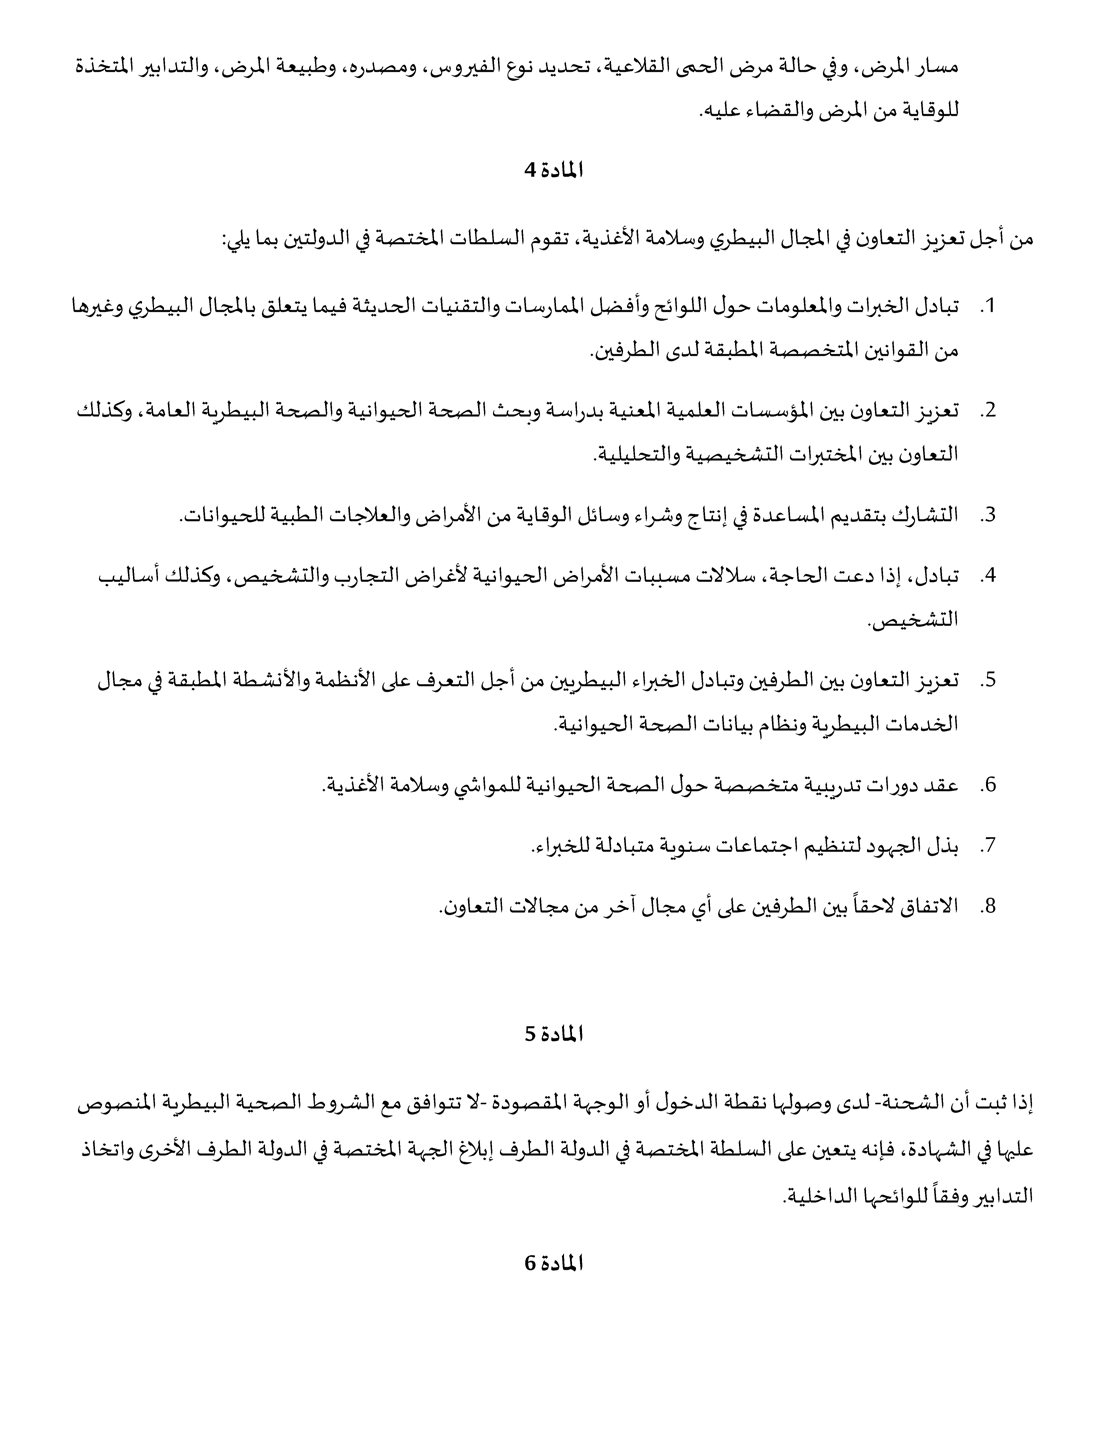 مسار المرض، وفي حالة مرض الحمى القلاعية، تحديد نوع الفيروس، ومصدره، وطبيعة المرض، والتدابير المتخذة
للوقاية من المرض والقضاء عليه.
المادة 4
من أجل تعزيز التعاون في المجال البيطري وسلامة الأغذية، تقوم السلطات المختصة في الدولتين بما يلي:
1. تبادل الخبرات والمعلومات حول اللوائح وأفضل الممارسات والتقنيات الحديثة فيما يتعلق بالمجال البيطري وغيرها
من القوانين المتخصصة المطبقة لدى الطرفين.
2. تعزيز التعاون بين المؤسسات العلمية المعنية بدراسة وبحث الصحة الحيوانية والصحة البيطرية العامة، وكذلك
التعاون بين المختبرات التشخيصية والتحليلية.
3. التشارك بتقديم المساعدة في إنتاج وشراء وسائل الوقاية من الأمراض والعلاجات الطبية للحيوانات.
4. تبادل، إذا دعت الحاجة، سلالات مسببات الأمراض الحيوانية لأغراض التجارب والتشخيص، وكذلك أساليب
التشخيص.
5. تعزيز التعاون بين الطرفين وتبادل الخبراء البيطريين من أجل التعرف على الأنظمة والأنشطة المطبقة في مجال
الخدمات البيطرية ونظام بيانات الصحة الحيوانية.
6. عقد دورات تدريبية متخصصة حول الصحة الحيوانية للمواشي وسلامة الأغذية.
7. بذل الجهود لتنظيم اجتماعات سنوية متبادلة للخبراء.
8. الاتفاق لاحقاً بين الطرفين على أي مجال آخر من مجالات التعاون.
المادة 5
إذا ثبت أن الشحنة- لدى وصولها نقطة الدخول أو الوجهة المقصودة -لا تتوافق مع الشروط الصحية البيطرية المنصوص
عليها في الشهادة، فإنه يتعين على السلطة المختصة في الدولة الطرف إبلاغ الجهة المختصة في الدولة الطرف الأخرى واتخاذ
التدابير وفقاً للوائحها الداخلية.
المادة 6